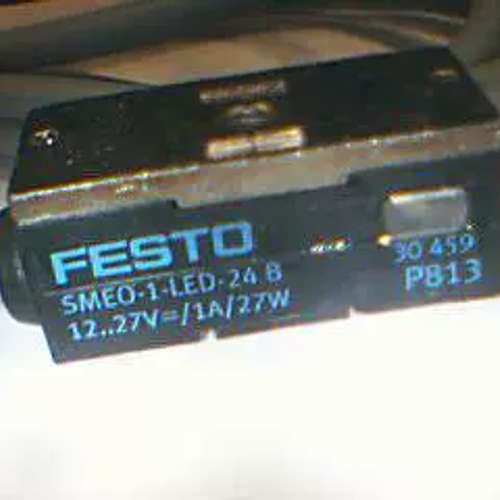 FESTO
SMEO-1-LED-24 B
12..27V=/1A/27W
30 459
P813